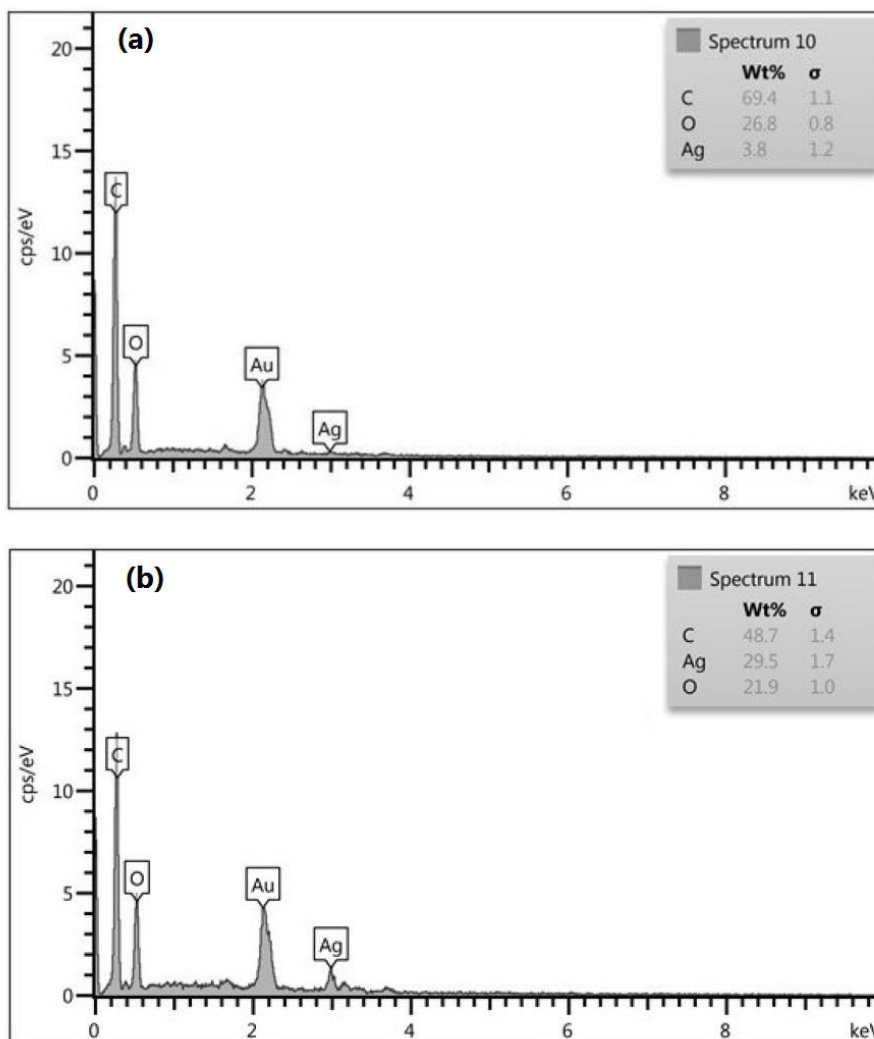 (a)
Spectrum 10
Wt% σ
C 69.4 1.1
O 26.8 0.8
Ag 3.8 1.2
20
15
10
5
0
cps/eV
C
O
Au
Ag
0 2 4 6 8 keV
(b)
Spectrum 11
Wt% σ
C 48.7 1.4
Ag 29.5 1.7
O 21.9 1.0
20
15
10
5
0
cps/eV
C
O
Au
Ag
0 2 4 6 8 keV